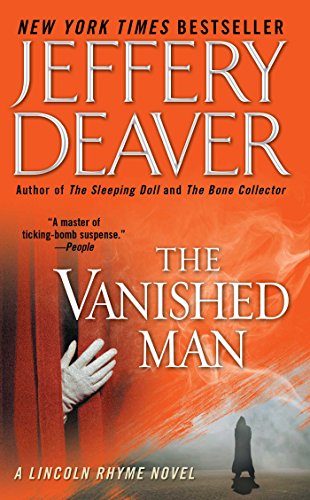 NEW YORK TIMES BESTSELLER
JEFFERY
DEAVER
Author of The Sleeping Doll and The Bone Collector
"A master of
ticking-bomb suspense."
—People
THE
VANISHED
MAN
A LINCOLN RHYME NOVEL